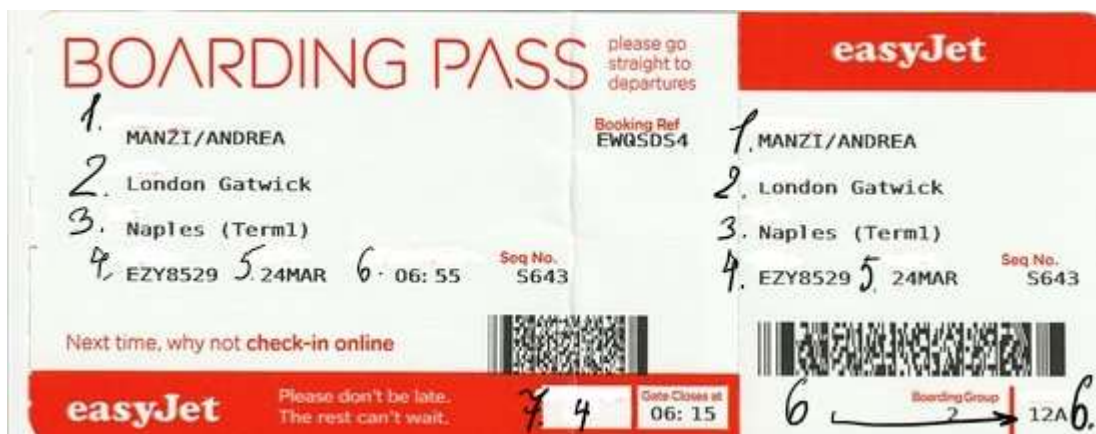 BOARDING PASS
please go
straight to
departures
easyJet
Booking Ref
EWQSDS4
1. MANZI/ANDREA
2. London Gatwick
3. Naples (Term1)
4. EZY8529 5. 24MAR 6. 06:55
Seq No.
S643
Next time, why not check-in online
easyJet
Please don't be late.
The rest can't wait.
7. 4
Gate Closes at
06:15
1. MANZI/ANDREA
2. London Gatwick
3. Naples (Term1)
4. EZY8529 5. 24MAR
Seq No.
S643
6
Boarding Group
2
12A 6.